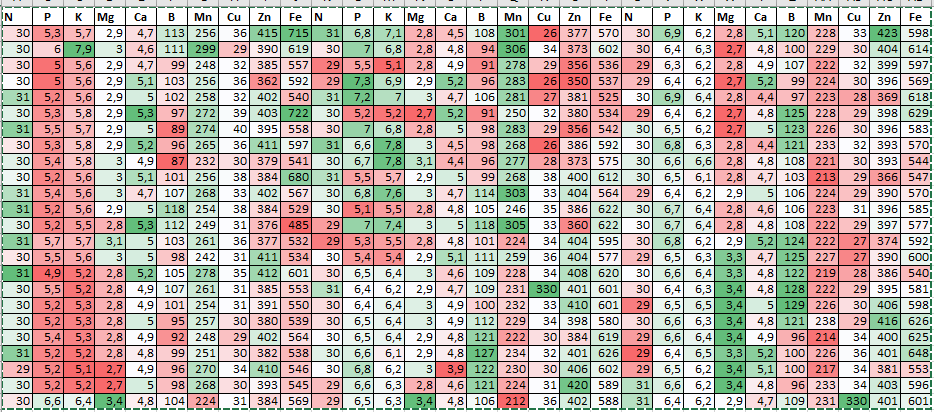 N P K Mg Ca B Mn Cu Zn Fe N P K Mg Ca B Mn Cu Zn Fe N P K Mg Ca B Mn Cu Zn Fe
30 5,3 5,7 2,9 4,7 113 256 36 415 715 31 6,8 7,1 2,8 4,5 108 301 26 377 570 30 6,9 6,2 2,8 5,1 120 228 33 423 598
30 6 7,9 3 4,6 111 299 29 390 619 30 7 6,8 2,8 4,8 94 306 34 373 602 30 6,4 6,3 2,7 4,8 100 229 30 404 614
30 5 5,6 2,9 4,7 99 248 32 385 557 29 5,5 5,1 2,8 4,9 91 278 29 356 536 29 6,3 6,2 2,8 4,7 107 222 32 399 597
30 5 5,6 2,9 5,1 103 256 36 362 592 30 7,3 6,9 2,9 5,2 96 283 26 350 537 29 6,4 6,2 2,7 5,2 99 224 30 396 569
31 5,2 5,6 2,9 5 102 258 32 402 540 31 7,2 7 3 4,7 106 281 27 381 525 30 6,9 6,4 2,8 4,4 97 223 28 369 618
30 5,3 5,8 2,9 5,3 97 272 39 403 722 30 5,2 5,2 2,7 5,2 91 250 32 380 534 30 6,4 6,2 2,7 4,8 125 228 29 398 629
31 5,5 5,7 2,9 5 89 274 40 395 558 30 7 6,8 2,8 5 98 283 29 356 542 30 6,5 6,2 2,7 5 123 226 30 396 583
30 5,3 5,8 2,9 5,2 96 265 36 411 597 31 6,6 7,8 3 4,5 98 268 26 386 592 30 6,8 6,3 2,8 4,4 121 233 32 393 570
30 5,4 5,8 3 4,9 87 232 30 379 541 30 6,7 7,8 3,1 4,4 96 277 28 373 575 30 6,6 6,6 2,8 4,8 108 221 30 393 544
30 5,2 5,6 3 5,1 101 256 38 384 680 31 5,5 5,7 2,9 5 99 268 38 400 612 30 6,5 6,1 2,8 4,7 103 213 29 366 547
31 5,4 5,6 3 4,7 107 268 33 402 567 30 6,8 7,6 3 4,7 114 303 33 404 564 29 6,4 6,2 2,9 5 106 224 29 390 570
31 5,2 5,6 2,9 5 118 254 36 384 529 30 5,1 5,5 2,8 4,8 105 246 35 386 622 30 6,7 6,4 2,8 4,6 106 223 31 396 585
30 5,2 5,5 2,8 5,3 112 249 31 376 485 29 7 7,4 3 5 118 305 33 360 622 30 6,5 6,2 2,8 4,7 108 222 29 397 577
31 5,7 5,7 3,1 5 103 261 36 377 532 29 5,3 5,5 2,8 4,8 101 224 34 404 595 30 6,8 6,2 2,9 5,2 124 222 27 374 592
30 5,5 5,6 3 5 98 242 31 411 534 30 5,4 5,4 2,9 5,1 111 259 36 404 577 29 6,5 6,3 3,3 4,7 125 227 27 390 600
31 4,9 5,2 2,8 5,2 105 278 35 412 601 30 6,5 6,4 3 4,6 109 228 34 408 620 30 6,5 6,2 3,3 4,8 122 219 28 386 540
30 5,5 5,2 2,8 4,9 107 261 38 385 553 31 6,4 6,2 2,9 4,7 109 231 330 401 601 30 6,4 6,3 3,4 4,8 128 222 29 395 581
30 5,2 5,3 2,8 4,9 101 254 31 391 550 30 6,4 6,4 3 4,9 100 232 33 410 601 29 6,5 6,5 3,4 5 129 226 30 406 598
30 5,2 5,3 2,8 5 95 257 30 380 539 30 6,5 6,4 3 4,9 112 229 34 398 580 30 6,6 6,3 3,4 4,8 121 238 29 416 626
30 5,4 5,3 2,8 4,9 92 248 29 402 564 30 6,5 6,4 2,9 4,8 121 222 30 384 619 29 6,6 6,4 3,4 4,9 96 214 34 400 625
31 5,2 5,2 2,8 4,8 99 251 30 382 538 30 6,6 6,1 2,9 4,8 127 234 32 401 626 29 6,4 6,5 3,3 5,2 100 226 36 401 648
29 5,2 5,1 2,7 4,9 96 270 34 410 546 30 6,8 6,3 3 3,9 122 230 30 406 602 29 6,5 6,2 3,4 5,1 100 217 34 381 553
30 5,2 5,2 2,7 5 98 268 30 393 545 29 6,6 6,3 2,8 4,6 121 224 31 420 589 31 6,6 6,2 3,4 4,8 96 233 34 403 596
30 6,6 6,4 3,4 4,8 104 224 31 384 569 29 6,5 6,3 3,4 4,8 106 212 36 402 588 31 6,4 6,2 2,9 4,7 109 231 330 401 601